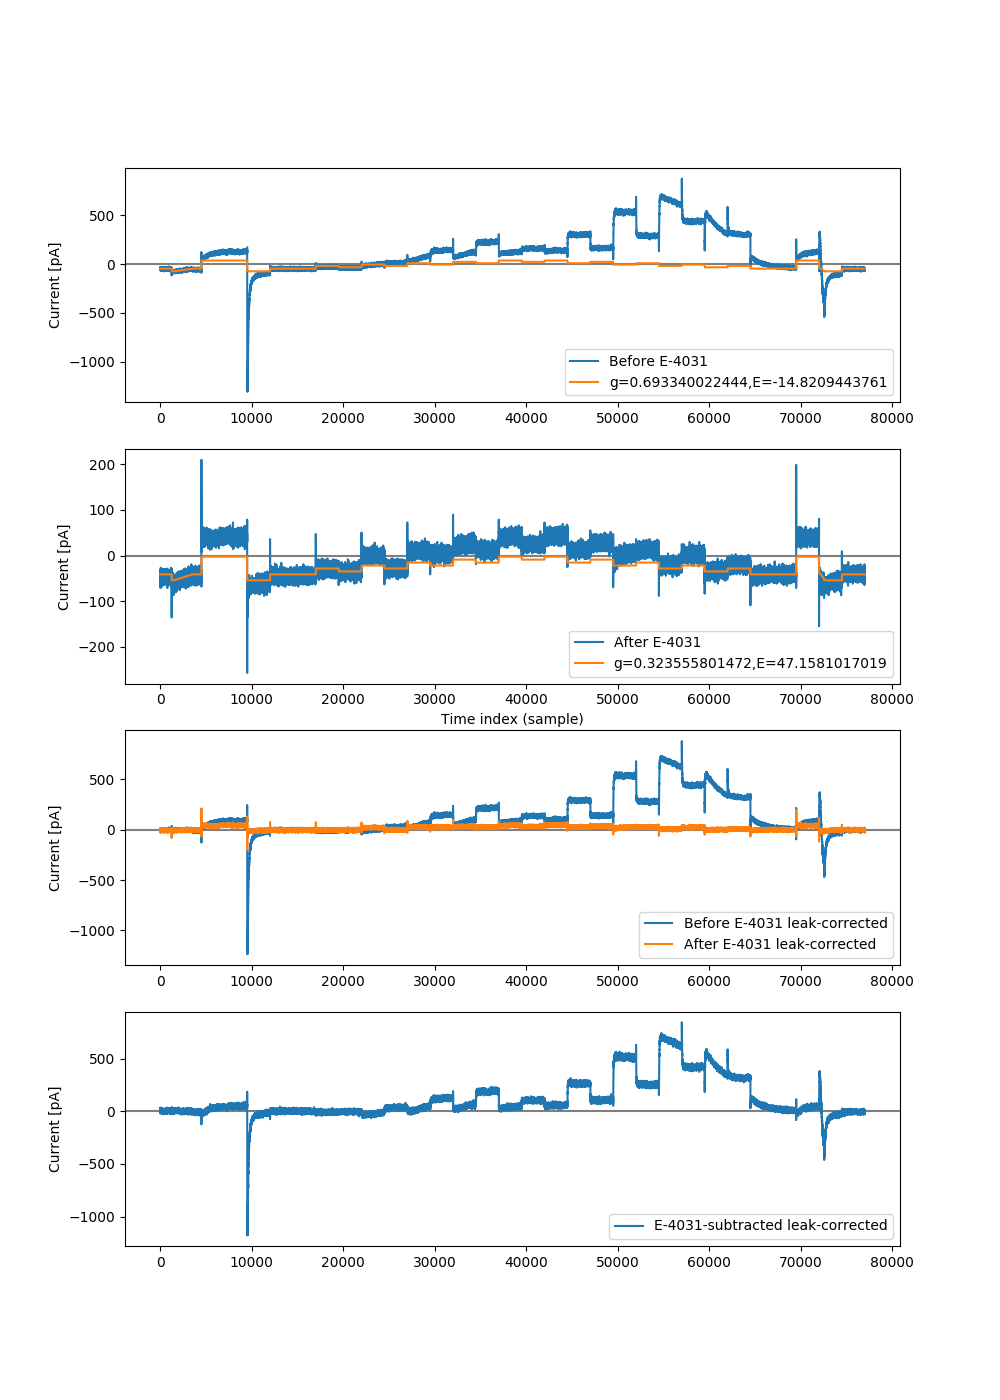 Current [pA]
500
0
−500
−1000
Before E-4031
g=0.693340022444,E=-14.8209443761
0 10000 20000 30000 40000 50000 60000 70000 80000
Current [pA]
200
100
0
−100
−200
After E-4031
g=0.323555801472,E=47.1581017019
0 10000 20000 30000 40000 50000 60000 70000 80000
Time index (sample)
Current [pA]
500
0
−500
−1000
Before E-4031 leak-corrected
After E-4031 leak-corrected
0 10000 20000 30000 40000 50000 60000 70000 80000
Current [pA]
500
0
−500
−1000
E-4031-subtracted leak-corrected
0 10000 20000 30000 40000 50000 60000 70000 80000